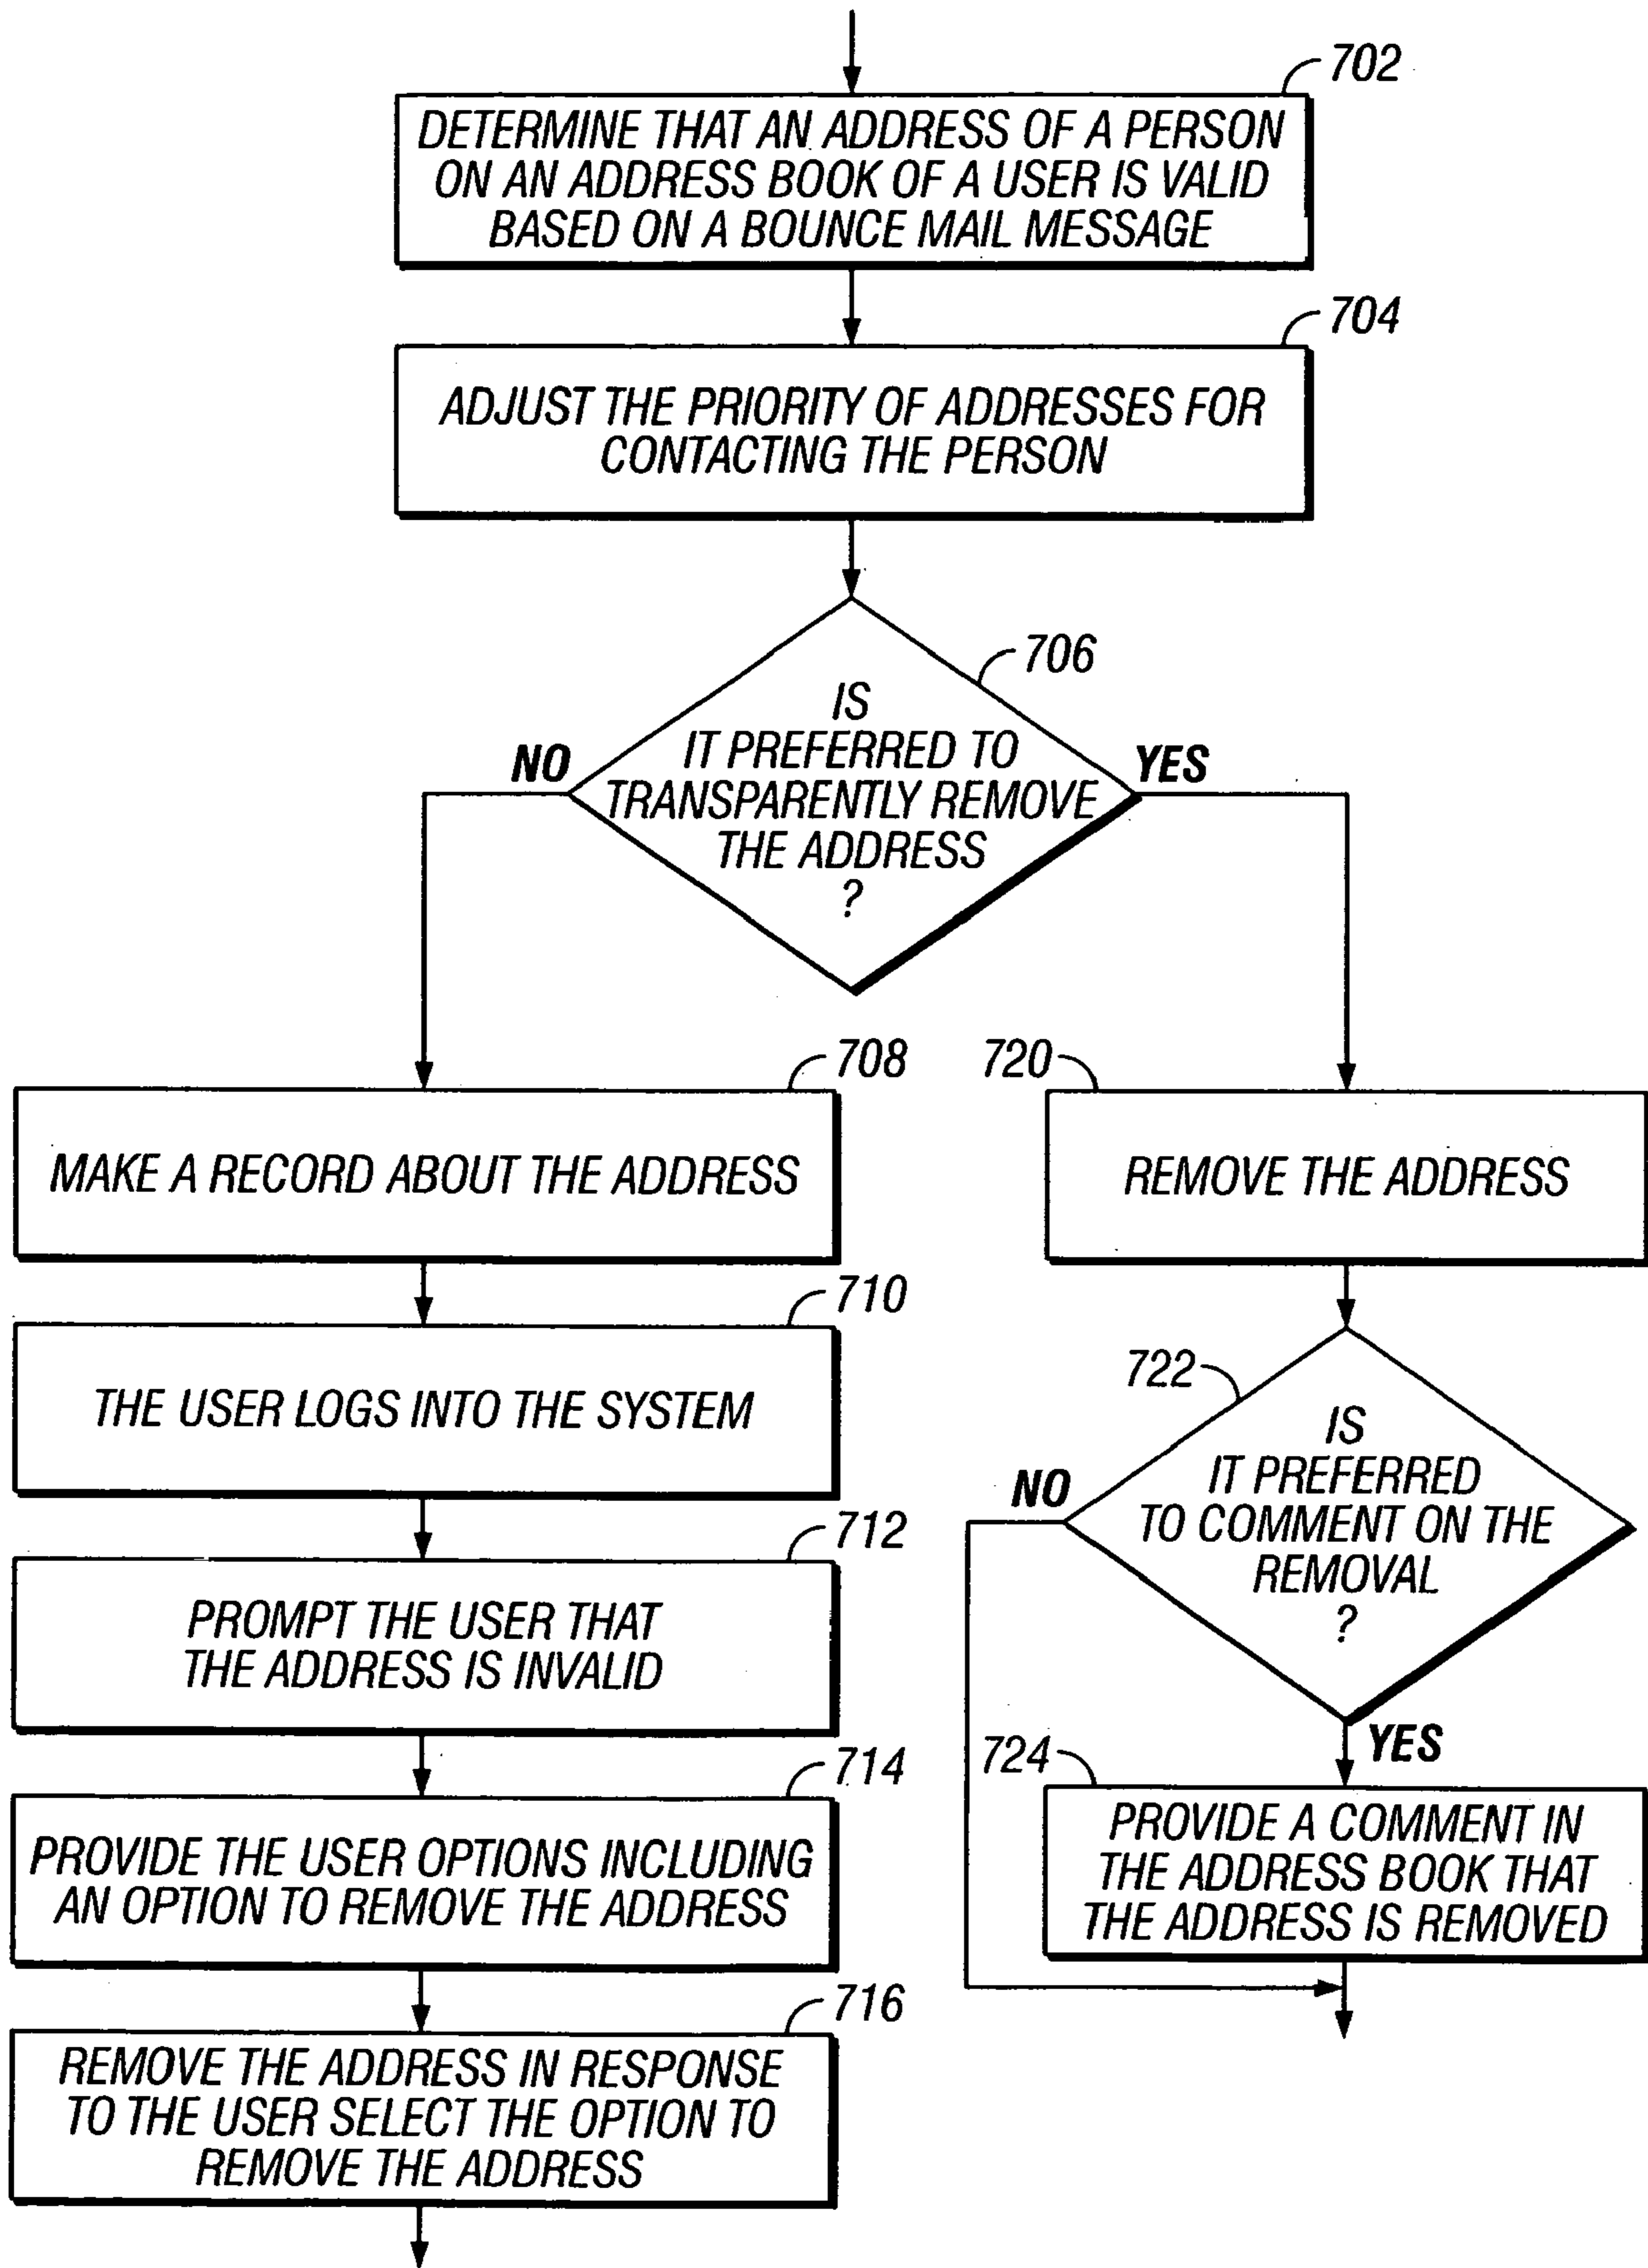 702
DETERMINE THAT AN ADDRESS OF A PERSON
ON AN ADDRESS BOOK OF A USER IS VALID
BASED ON A BOUNCE MAIL MESSAGE
704
ADJUST THE PRIORITY OF ADDRESSES FOR
CONTACTING THE PERSON
706
IS
IT PREFERRED TO
TRANSPARENTLY REMOVE
THE ADDRESS
?
NO
YES
708
MAKE A RECORD ABOUT THE ADDRESS
710
THE USER LOGS INTO THE SYSTEM
712
PROMPT THE USER THAT
THE ADDRESS IS INVALID
714
PROVIDE THE USER OPTIONS INCLUDING
AN OPTION TO REMOVE THE ADDRESS
716
REMOVE THE ADDRESS IN RESPONSE
TO THE USER SELECT THE OPTION TO
REMOVE THE ADDRESS
720
REMOVE THE ADDRESS
722
IS
IT PREFERRED
TO COMMENT ON THE
REMOVAL
?
NO
YES
724
PROVIDE A COMMENT IN
THE ADDRESS BOOK THAT
THE ADDRESS IS REMOVED